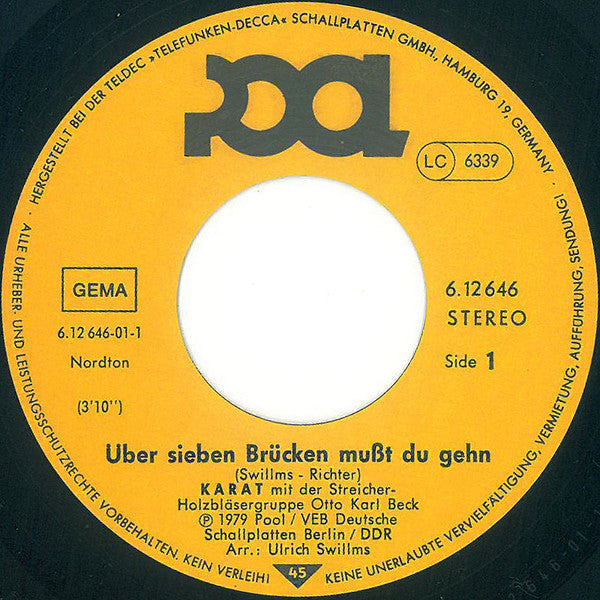 HERGESTELLT BEI DER TELDEC »TELEFUNKEN-DECCA« SCHALLPLATTEN GMBH, HAMBURG 19, GERMANY ·
pool
LC 6339
GEMA
6.12 646-01-1
Nordton
(3'10'')
6.12646
STEREO
Side 1
Uber sieben Brücken mußt du gehn
(Swillms - Richter)
KARAT mit der Streicher-
Holzbläsergruppe Otto Karl Beck
Ⓟ 1979 Pool / VEB Deutsche
Schallplatten Berlin / DDR
Arr.: Ulrich Swillms
45
· ALLE URHEBER- UND LEISTUNGSSCHUTZRECHTE VORBEHALTEN. KEIN VERLEIH! KEINE UNERLAUBTE VERVIELFÄLTIGUNG, VERMIETUNG, AUFFÜHRUNG, SENDUNG!